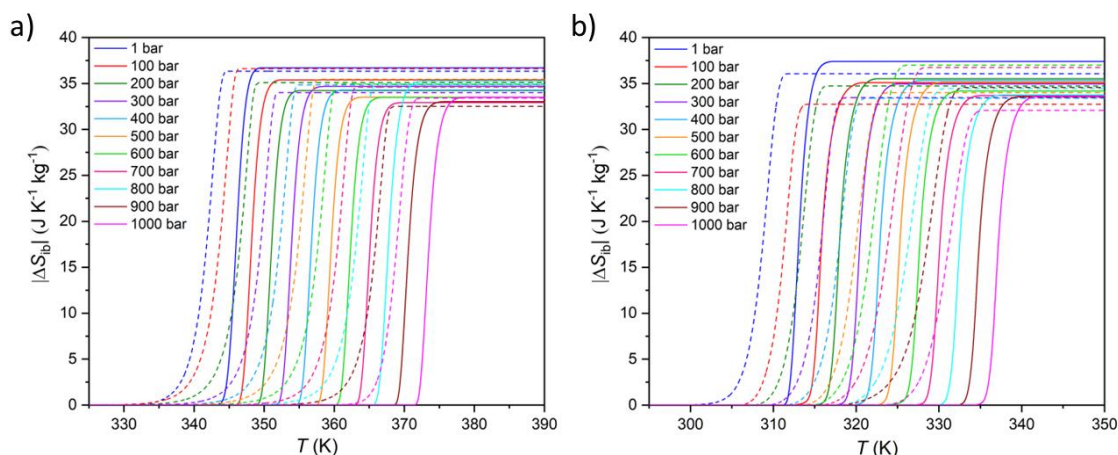 a)
|ΔS_ib| (J K⁻¹ kg⁻¹)
40
35
30
25
20
15
10
5
0
1 bar
100 bar
200 bar
300 bar
400 bar
500 bar
600 bar
700 bar
800 bar
900 bar
1000 bar
330 340 350 360 370 380 390
T (K)
b)
|ΔS_ib| (J K⁻¹ kg⁻¹)
40
35
30
25
20
15
10
5
0
1 bar
100 bar
200 bar
300 bar
400 bar
500 bar
600 bar
700 bar
800 bar
900 bar
1000 bar
300 310 320 330 340 350
T (K)